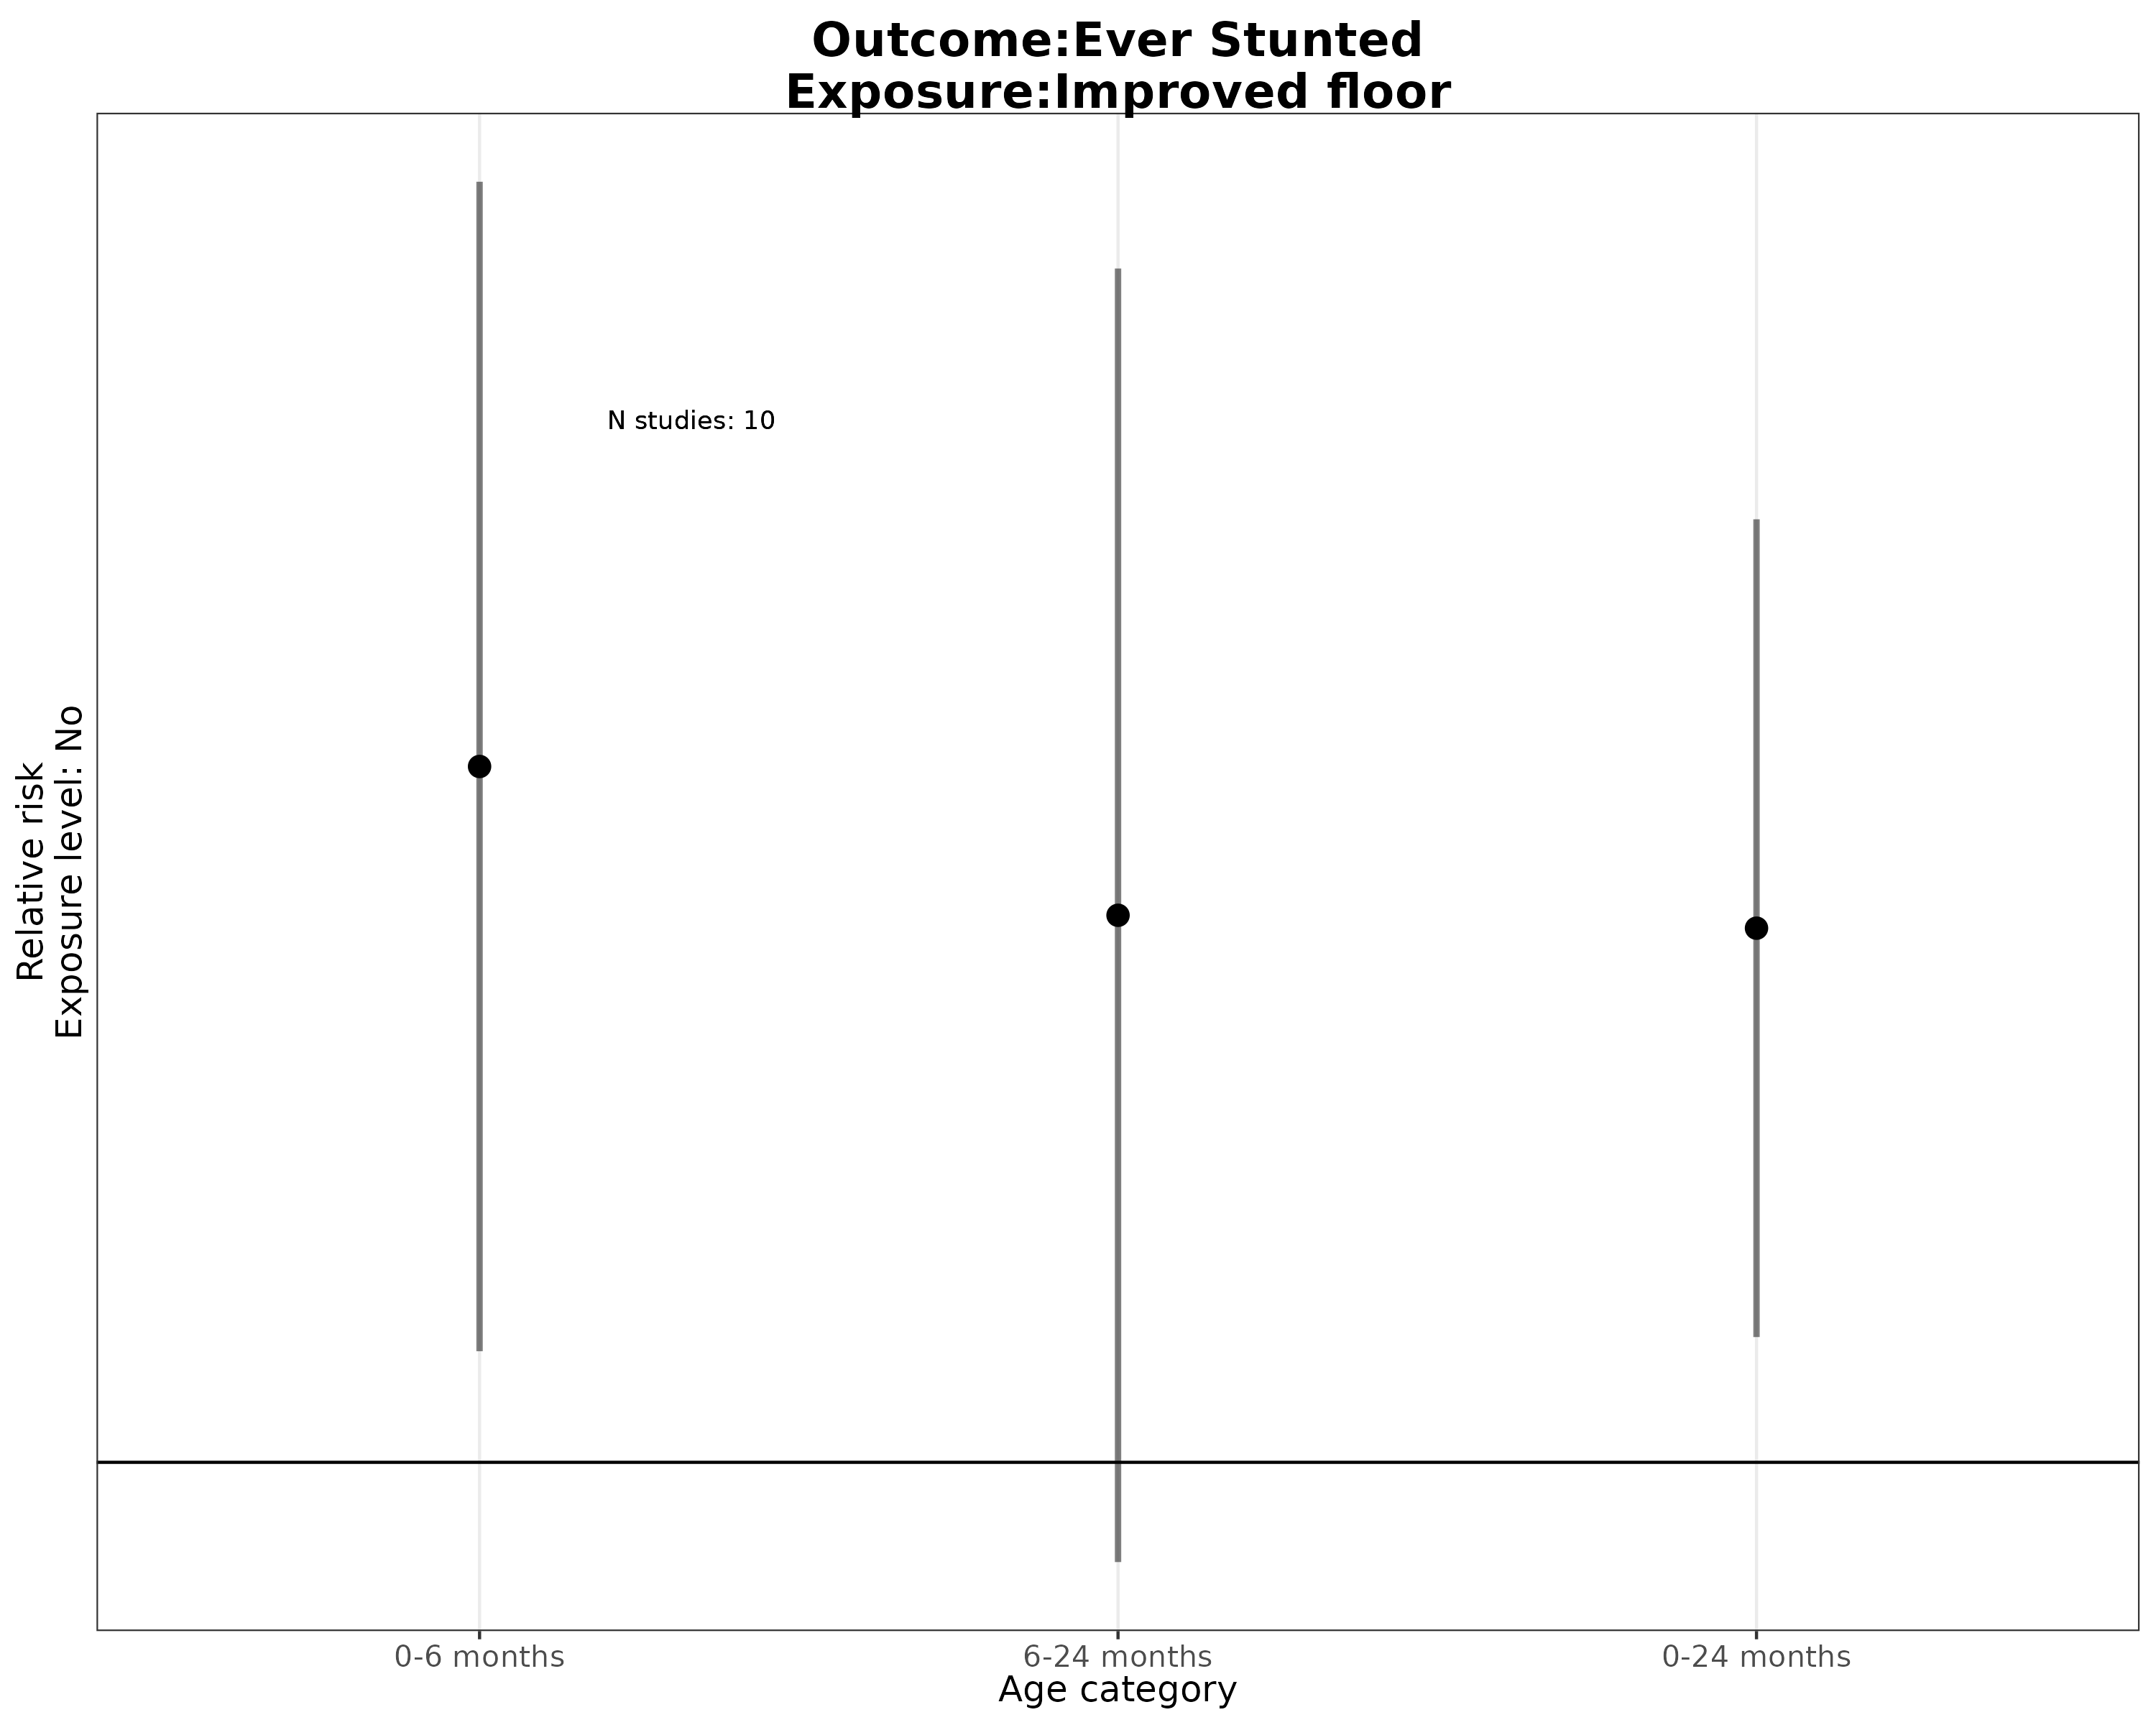 Outcome:Ever Stunted
Exposure:Improved floor
N studies: 10
Relative risk
Exposure level: No
0-6 months
6-24 months
0-24 months
Age category